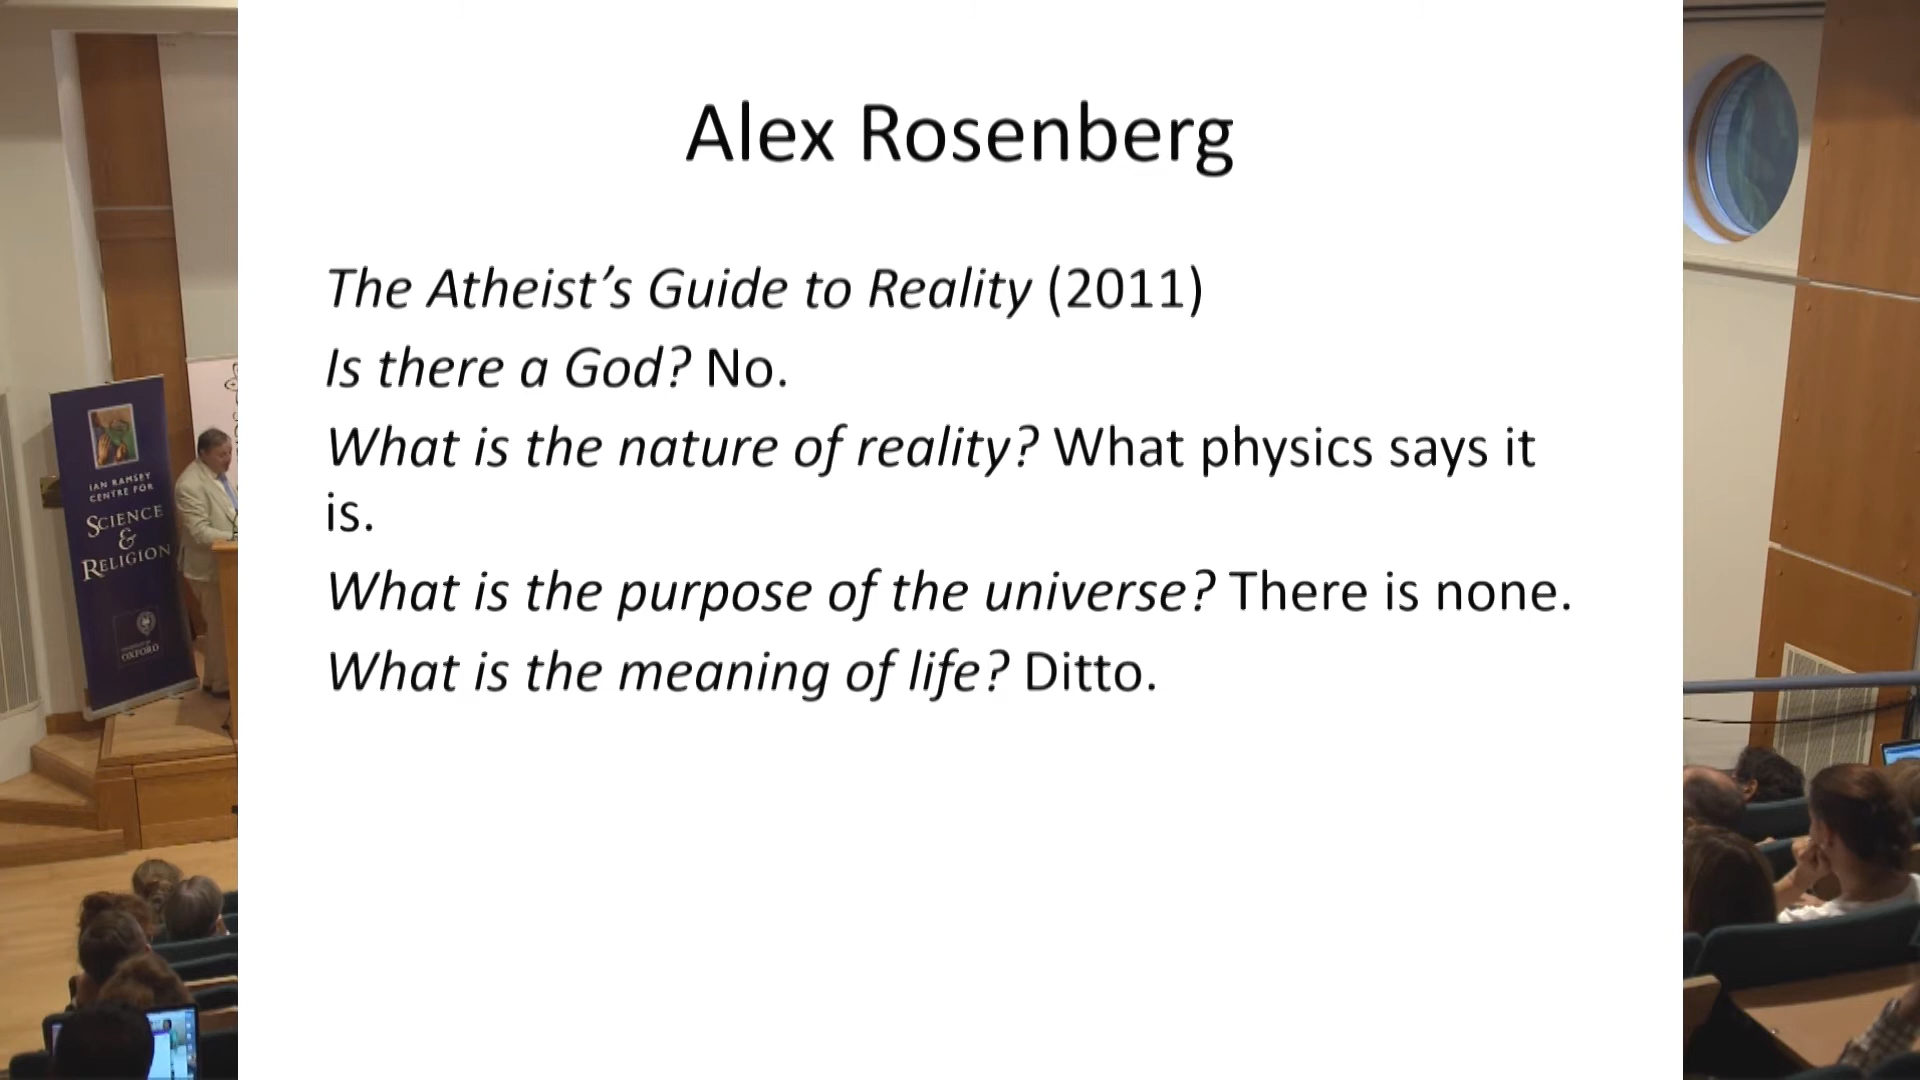 Alex Rosenberg
The Atheist's Guide to Reality (2011)
Is there a God? No.
What is the nature of reality? What physics says it
is.
What is the purpose of the universe? There is none.
What is the meaning of life? Ditto.
IAN RAMSEY
CENTRE FOR
SCIENCE
&
RELIGION
OXFORD